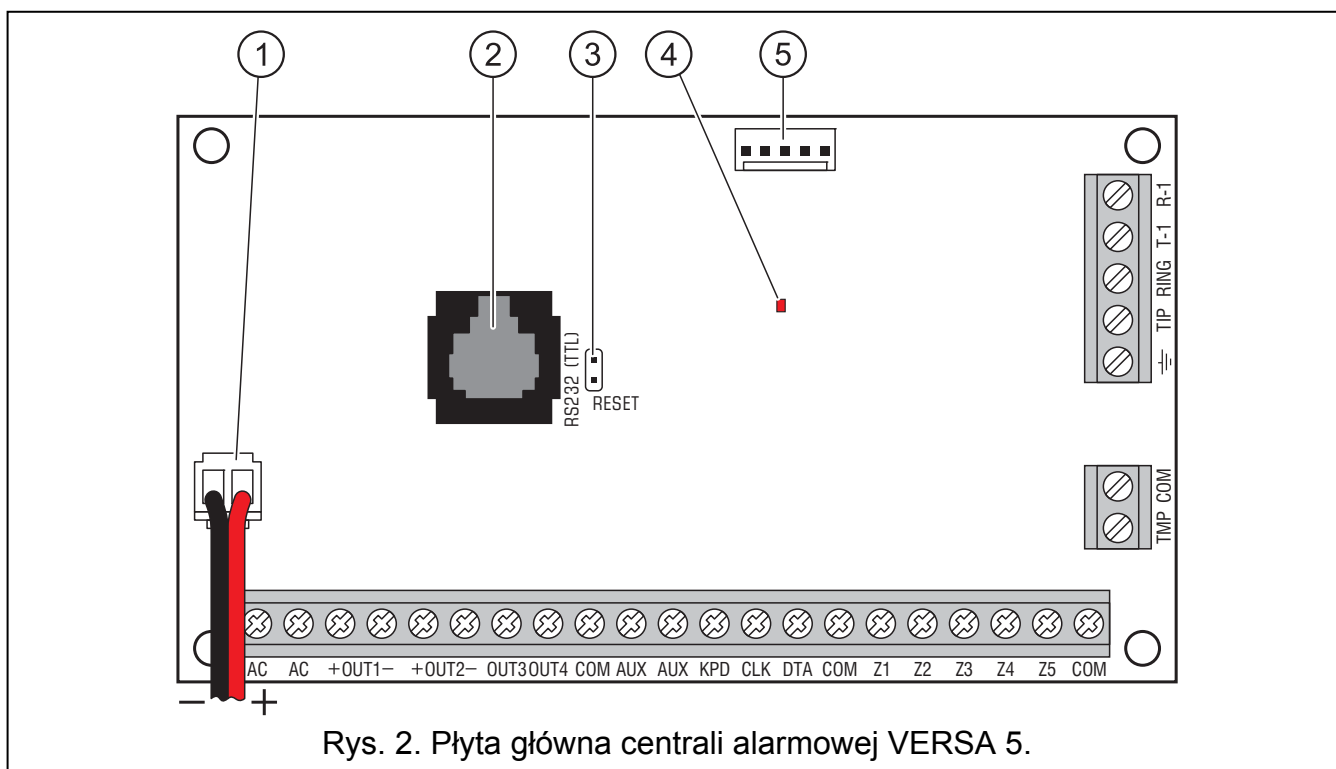 1 2 3 4 5
R-1
T-1
RING
TIP
RS232 (TTL)
RESET
COM
TMP
AC AC +OUT1− +OUT2− OUT3 OUT4 COM AUX AUX KPD CLK DTA COM Z1 Z2 Z3 Z4 Z5 COM
− +
Rys. 2. Płyta główna centrali alarmowej VERSA 5.